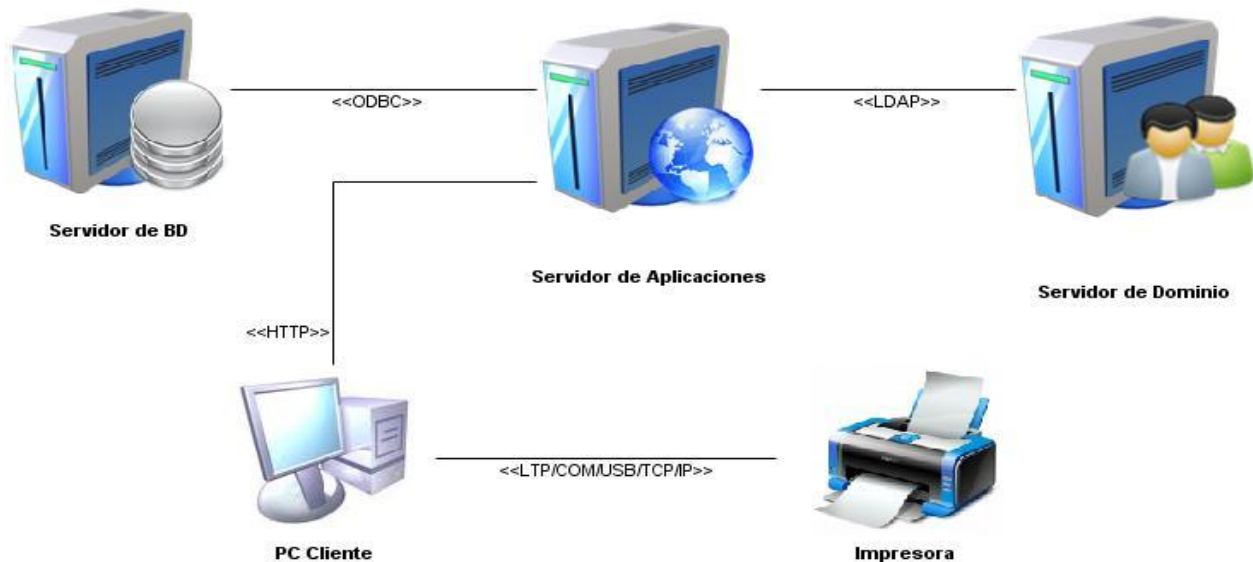 <<ODBC>>
<<LDAP>>
Servidor de BD
Servidor de Aplicaciones
Servidor de Dominio
<<HTTP>>
<<LTP/COM/USB/TCP/IP>>
PC Cliente
Impresora